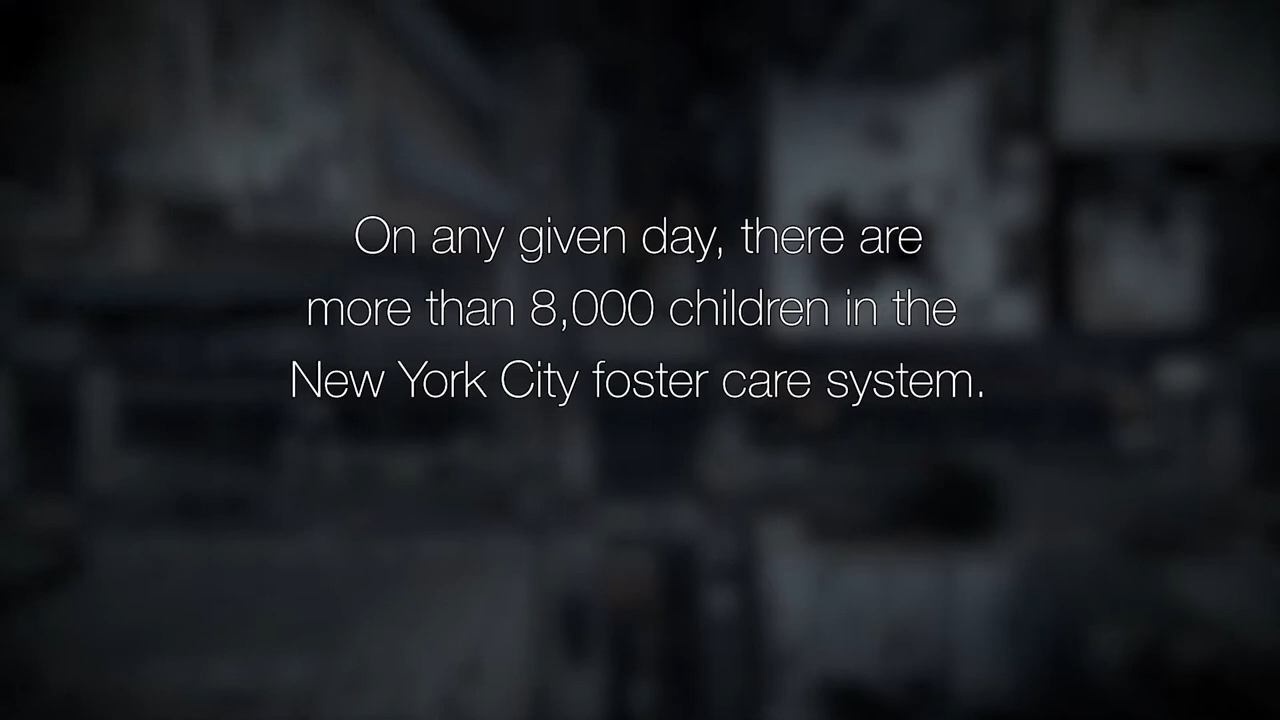 On any given day, there are
more than 8,000 children in the
New York City foster care system.